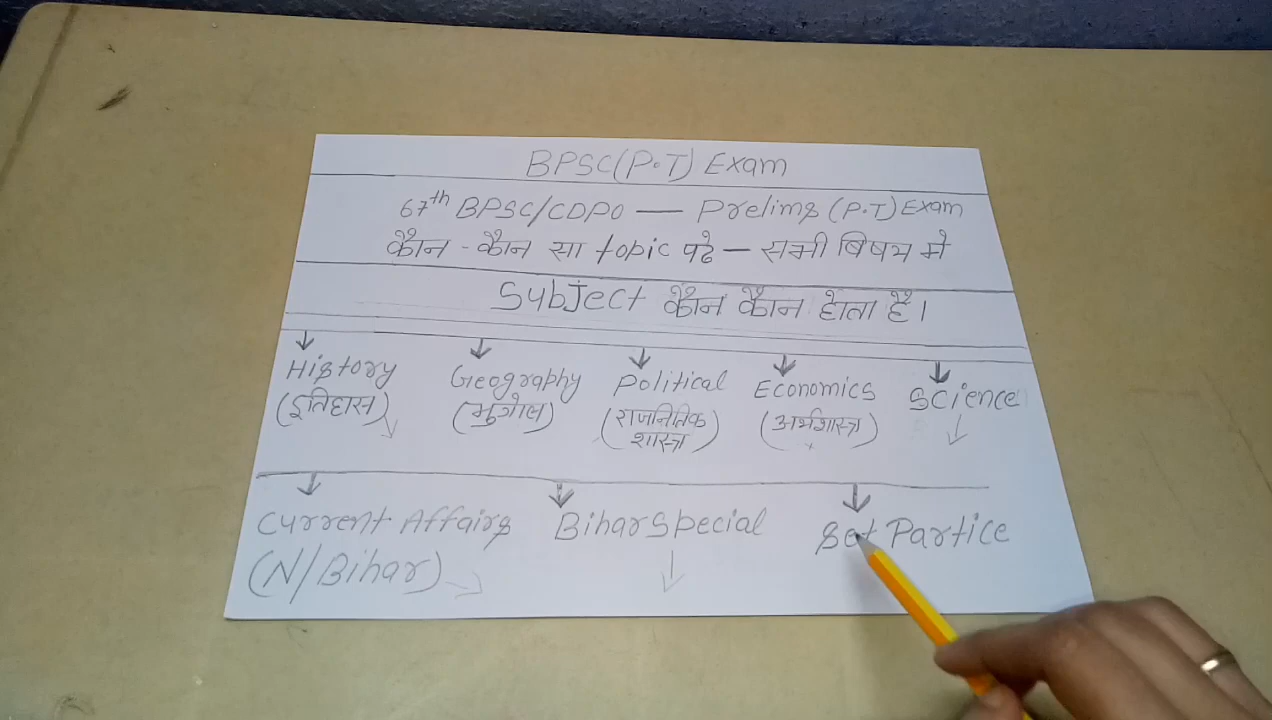 BPSC(P.T) Exam
67th BPSC/CDPO — Prelims (P.T) Exam
कौन - कौन सा topic पढे — सभी बिषय मे
Subject कौन कौन होता है।
History Geography Political Economics Science
(इतिहास) (भुगोल) (राजनितिक शास्त्र) (अर्थशास्त्र)
Current Affairs Bihar Special Set Partice
(N/Bihar)